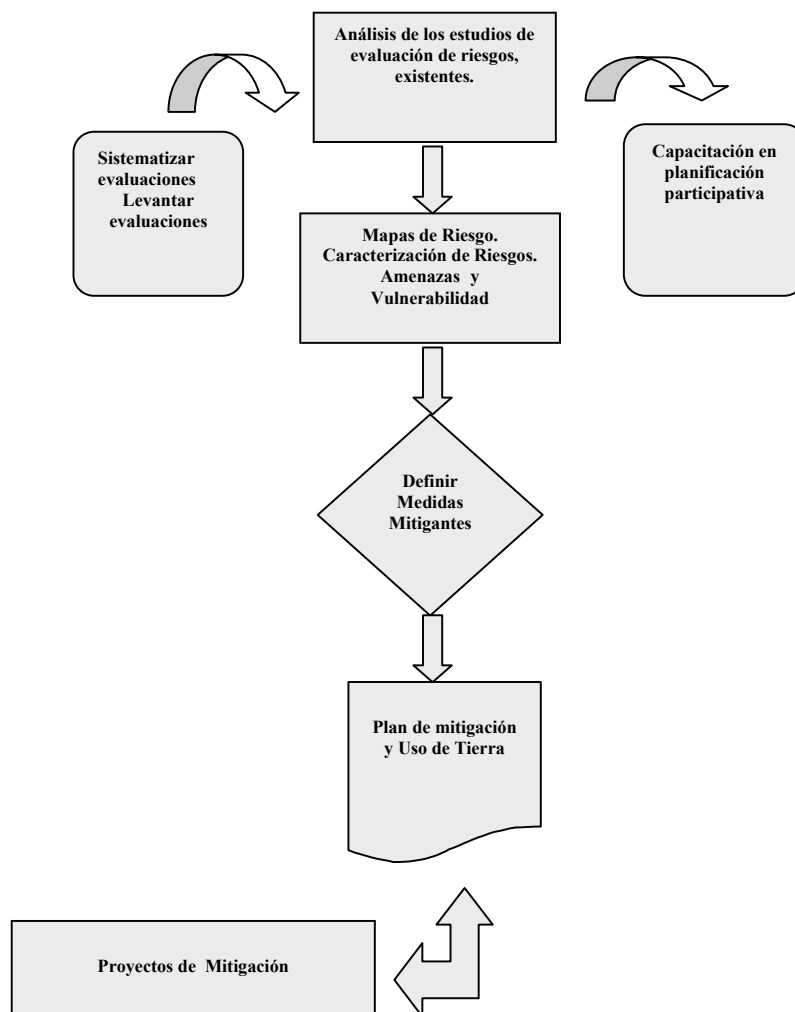 Análisis de los estudios de
evaluación de riesgos,
existentes.
Sistematizar
evaluaciones
Levantar
evaluaciones
Capacitación en
planificación
participativa
Mapas de Riesgo.
Caracterización de Riesgos.
Amenazas y
Vulnerabilidad
Definir
Medidas
Mitigantes
Plan de mitigación
y Uso de Tierra
Proyectos de Mitigación